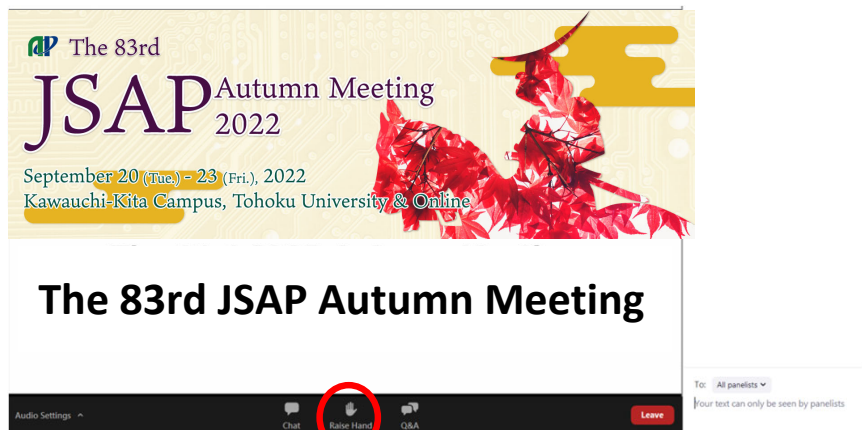 AP The 83rd
JSAP Autumn Meeting
2022
September 20 (Tue.) - 23 (Fri.), 2022
Kawauchi-Kita Campus, Tohoku University & Online
The 83rd JSAP Autumn Meeting
To: All panelists
Your text can only be seen by panelists
Audio Settings
Chat
Raise Hand
Q&A
Leave